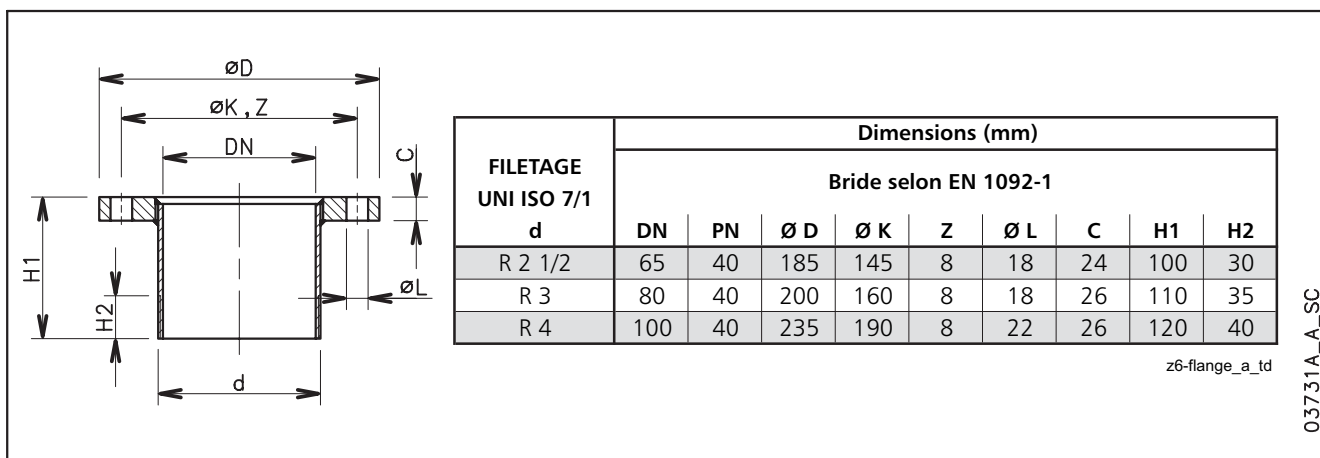 øD
øK , Z
DN
C
H1
H2
øL
d
Dimensions (mm)
FILETAGE
UNI ISO 7/1
d
Bride selon EN 1092-1
DN PN Ø D Ø K Z Ø L C H1 H2
R 2 1/2 65 40 185 145 8 18 24 100 30
R 3 80 40 200 160 8 18 26 110 35
R 4 100 40 235 190 8 22 26 120 40
z6-flange_a_td
03731A_A_SC